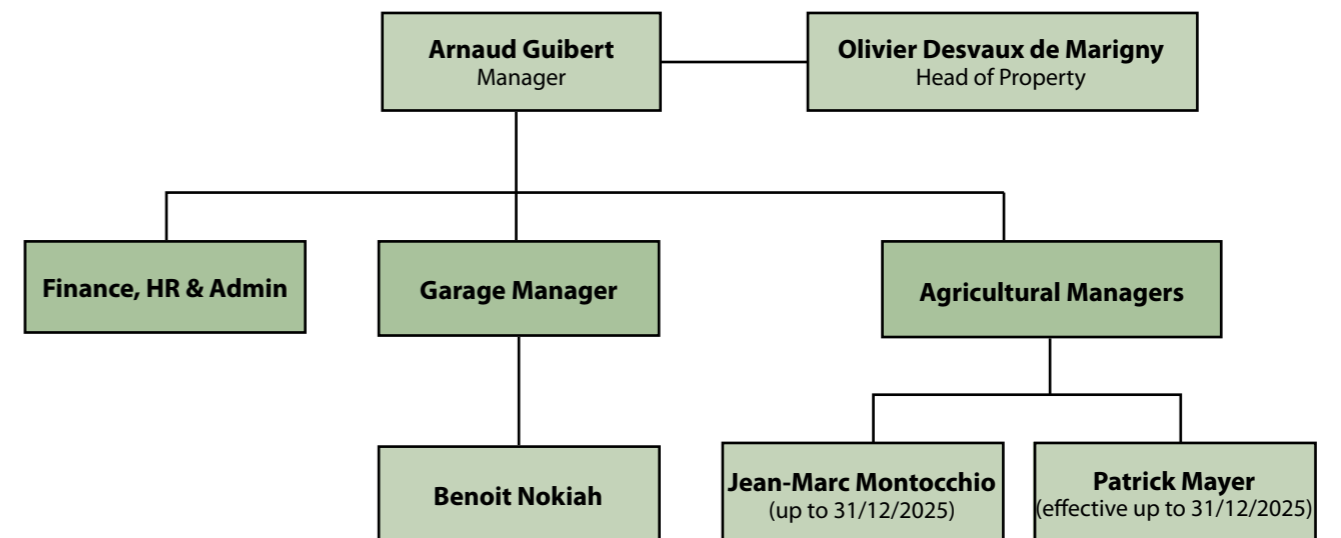 Arnaud Guibert
Manager
Olivier Desvaux de Marigny
Head of Property
Finance, HR & Admin
Garage Manager
Agricultural Managers
Benoit Nokiah
Jean-Marc Montocchio
(up to 31/12/2025)
Patrick Mayer
(effective up to 31/12/2025)